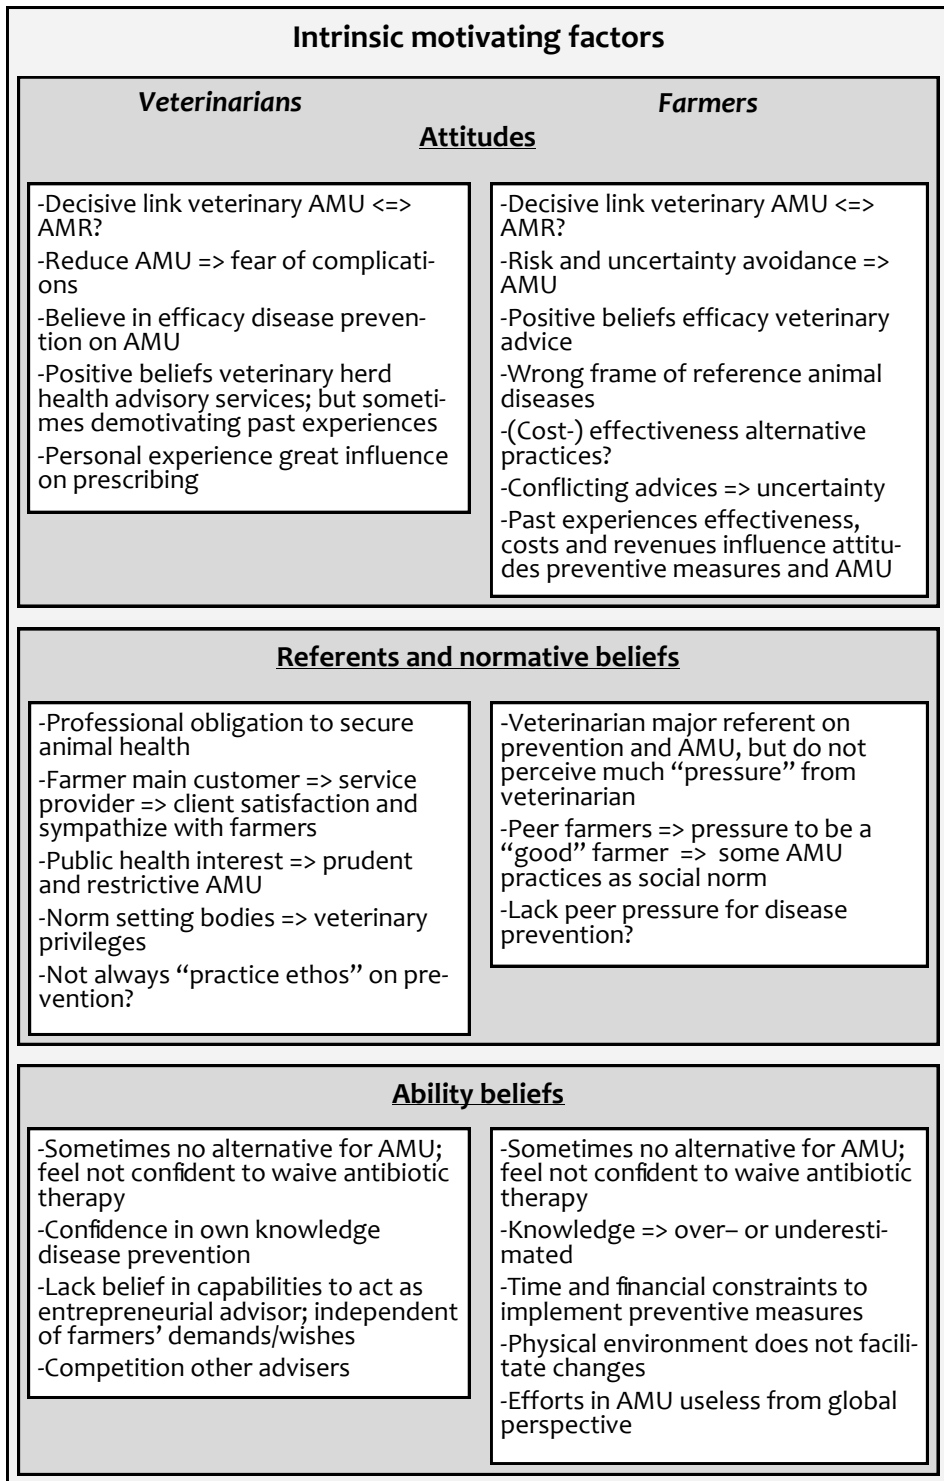 Intrinsic motivating factors
Veterinarians
Farmers
Attitudes
-Decisive link veterinary AMU <=>
AMR?
-Reduce AMU => fear of complicati-
ons
-Believe in efficacy disease preven-
tion on AMU
-Positive beliefs veterinary herd
health advisory services; but someti-
mes demotivating past experiences
-Personal experience great influence
on prescribing
-Decisive link veterinary AMU <=>
AMR?
-Risk and uncertainty avoidance =>
AMU
-Positive beliefs efficacy veterinary
advice
-Wrong frame of reference animal
diseases
-(Cost-) effectiveness alternative
practices?
-Conflicting advices => uncertainty
-Past experiences effectiveness,
costs and revenues influence attitu-
des preventive measures and AMU
Referents and normative beliefs
-Professional obligation to secure
animal health
-Farmer main customer => service
provider => client satisfaction and
sympathize with farmers
-Public health interest => prudent
and restrictive AMU
-Norm setting bodies => veterinary
privileges
-Not always “practice ethos” on pre-
vention?
-Veterinarian major referent on
prevention and AMU, but do not
perceive much “pressure” from
veterinarian
-Peer farmers => pressure to be a
“good” farmer => some AMU
practices as social norm
-Lack peer pressure for disease
prevention?
Ability beliefs
-Sometimes no alternative for AMU;
feel not confident to waive antibiotic
therapy
-Confidence in own knowledge
disease prevention
-Lack belief in capabilities to act as
entrepreneurial advisor; independent
of farmers’ demands/wishes
-Competition other advisers
-Sometimes no alternative for AMU;
feel not confident to waive antibiotic
therapy
-Knowledge => over– or underesti-
mated
-Time and financial constraints to
implement preventive measures
-Physical environment does not facili-
tate changes
-Efforts in AMU useless from global
perspective